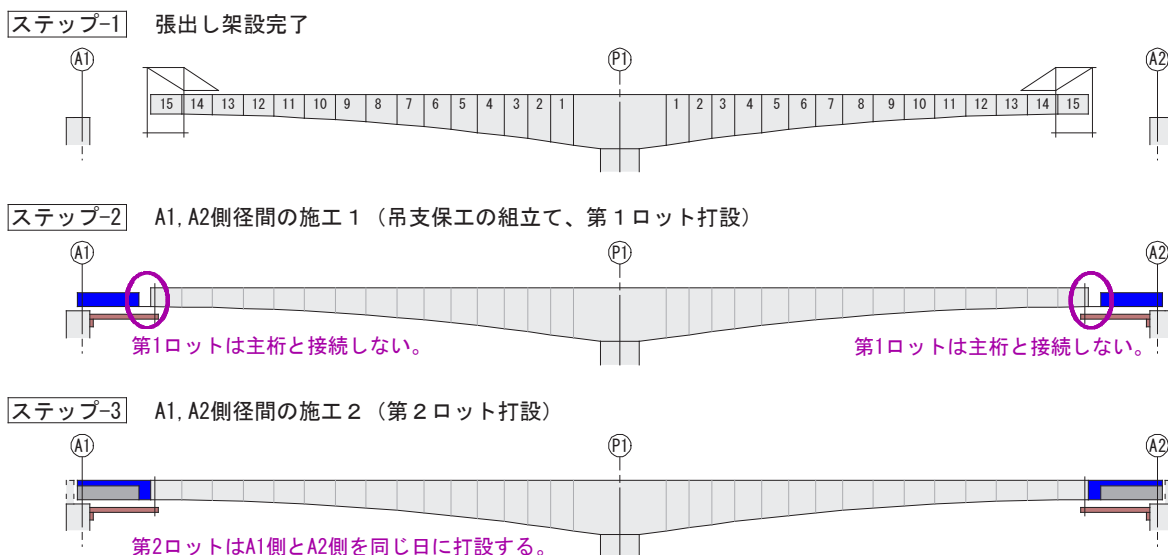 ステップ-1 張出し架設完了
A1 P1 A2
15 14 13 12 11 10 9 8 7 6 5 4 3 2 1 1 2 3 4 5 6 7 8 9 10 11 12 13 14 15
ステップ-2 A1,A2側径間の施工1（吊支保工の組立て、第1ロット打設）
A1 P1 A2
第1ロットは主桁と接続しない。 第1ロットは主桁と接続しない。
ステップ-3 A1,A2側径間の施工2（第2ロット打設）
A1 P1 A2
第2ロットはA1側とA2側を同じ日に打設する。